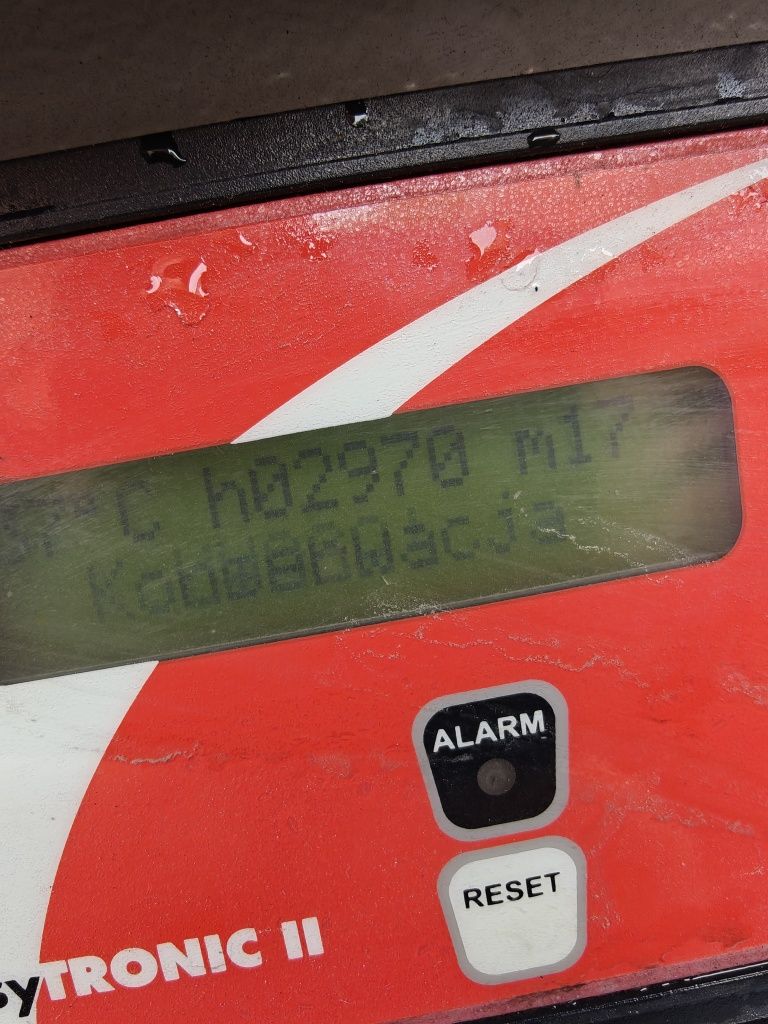 °C h02970 m17
ALARM
RESET
syTRONIC II